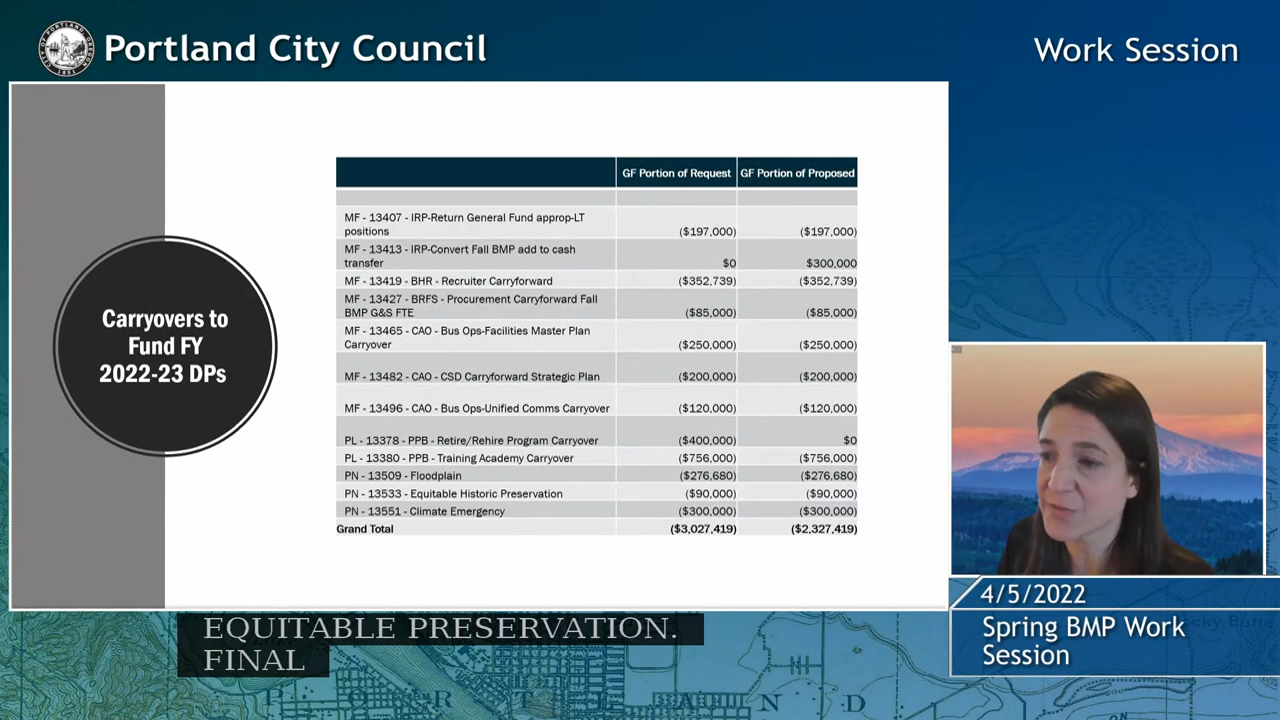 Portland City Council
Work Session
Carryovers to
Fund FY
2022-23 DPs
GF Portion of Request GF Portion of Proposed
MF - 13407 - IRP-Return General Fund approp-LT
positions ($197,000) ($197,000)
MF - 13413 - IRP-Convert Fall BMP add to cash
transfer $0 $300,000
MF - 13419 - BHR - Recruiter Carryforward ($352,739) ($352,739)
MF - 13427 - BRFS - Procurement Carryforward Fall
BMP G&S FTE ($85,000) ($85,000)
MF - 13465 - CAO - Bus Ops-Facilities Master Plan
Carryover ($250,000) ($250,000)
MF - 13482 - CAO - CSD Carryforward Strategic Plan ($200,000) ($200,000)
MF - 13496 - CAO - Bus Ops-Unified Comms Carryover ($120,000) ($120,000)
PL - 13378 - PPB - Retire/Rehire Program Carryover ($400,000) $0
PL - 13380 - PPB - Training Academy Carryover ($756,000) ($756,000)
PN - 13509 - Floodplain ($276,680) ($276,680)
PN - 13533 - Equitable Historic Preservation ($90,000) ($90,000)
PN - 13551 - Climate Emergency ($300,000) ($300,000)
Grand Total ($3,027,419) ($2,327,419)
4/5/2022
Spring BMP Work
Session
EQUITABLE PRESERVATION.
FINAL